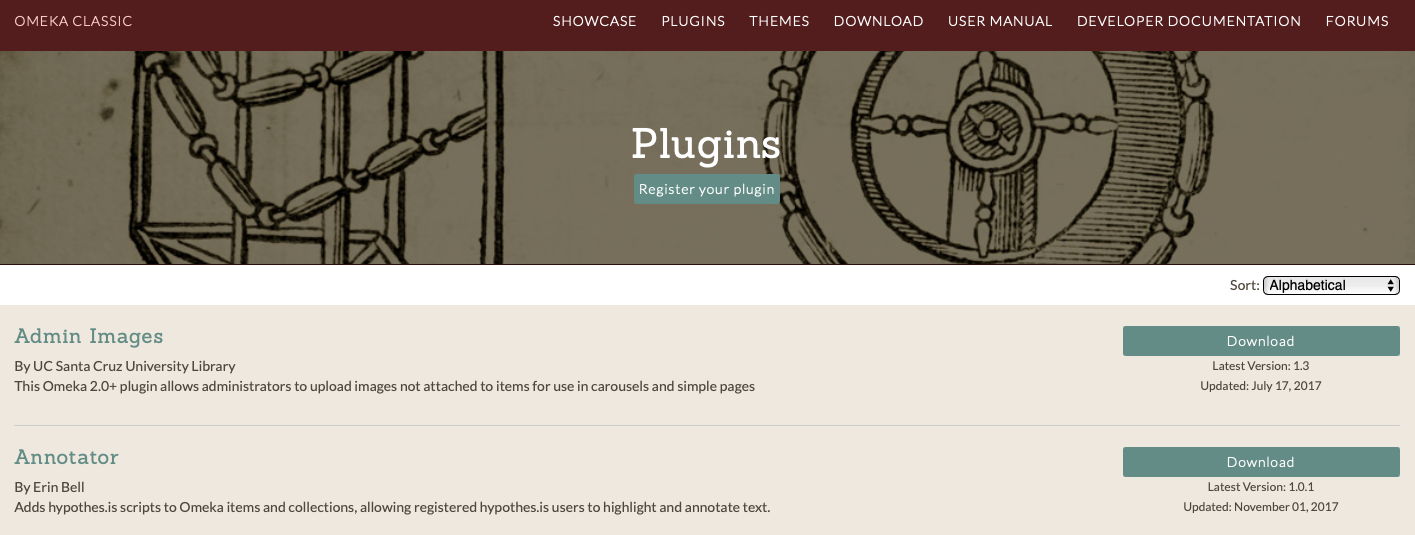 OMEKA CLASSIC SHOWCASE PLUGINS THEMES DOWNLOAD USER MANUAL DEVELOPER DOCUMENTATION FORUMS
Plugins
Register your plugin
Sort: Alphabetical
Admin Images
By UC Santa Cruz University Library
This Omeka 2.0+ plugin allows administrators to upload images not attached to items for use in carousels and simple pages
Download
Latest Version: 1.3
Updated: July 17, 2017
Annotator
By Erin Bell
Adds hypothes.is scripts to Omeka items and collections, allowing registered hypothes.is users to highlight and annotate text.
Download
Latest Version: 1.0.1
Updated: November 01, 2017